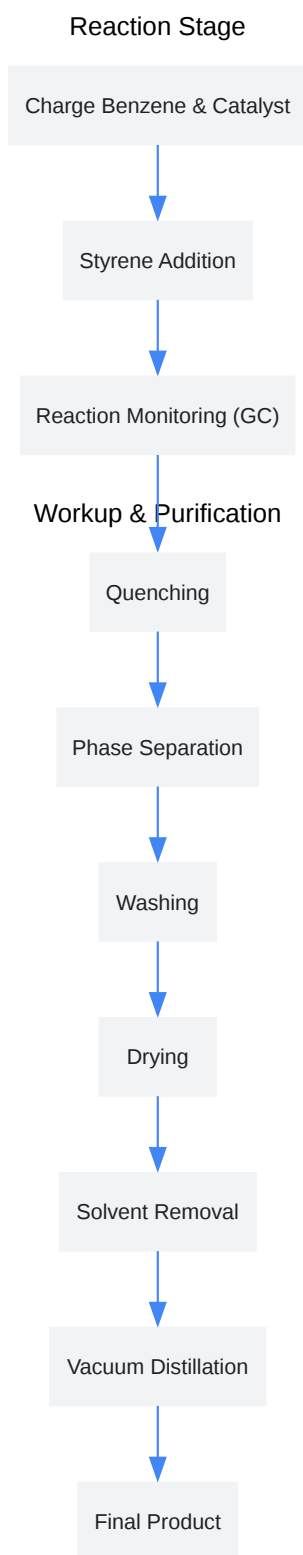 Reaction Stage
Charge Benzene & Catalyst
Styrene Addition
Reaction Monitoring (GC)
Workup & Purification
Quenching
Phase Separation
Washing
Drying
Solvent Removal
Vacuum Distillation
Final Product